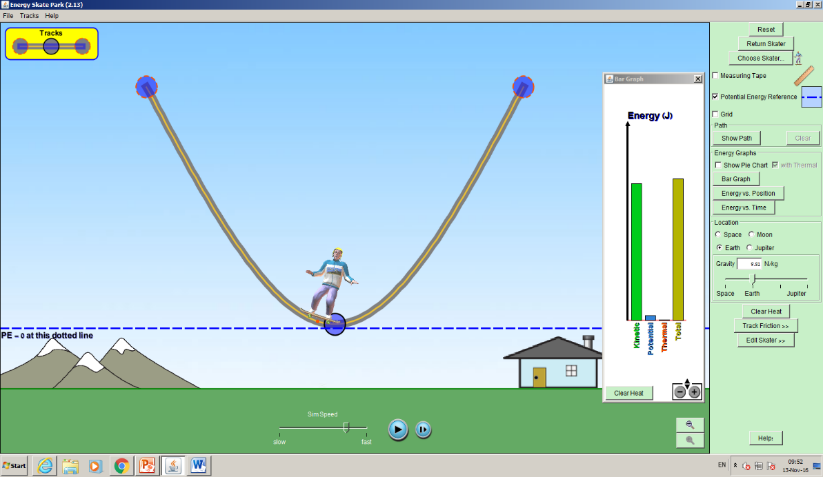 Energy Skate Park (2.13)
File Tracks Help
Tracks
PE = 0 at this dotted line
Sim Speed
slow fast
Bar Graph
Energy (J)
Kinetic
Potential
Thermal
Total
Clear Heat
Reset
Return Skater
Choose Skater...
Measuring Tape
Potential Energy Reference
Grid
Path
Show Path Clear
Energy Graphs
Show Pie Chart with Thermal
Bar Graph
Energy vs. Position
Energy vs. Time
Location
Space Moon
Earth Jupiter
Gravity 9.81 N/kg
Space Earth Jupiter
Clear Heat
Track Friction >>
Edit Skater >>
Help!
Start
EN
09:52
13-Nov-16